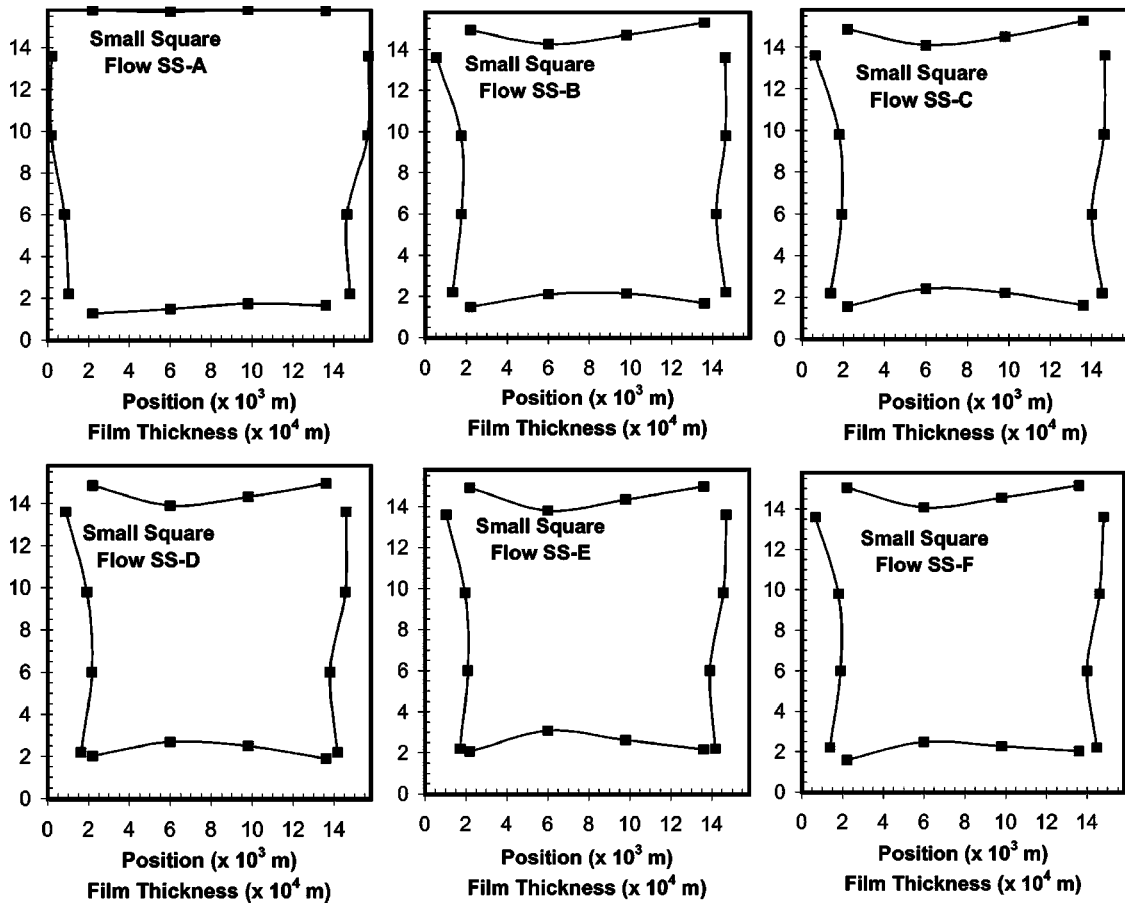 Small Square
Flow SS-A
14
12
10
8
6
4
2
0
0 2 4 6 8 10 12 14
Position (x 10³ m)
Film Thickness (x 10⁴ m)
Small Square
Flow SS-B
14
12
10
8
6
4
2
0
0 2 4 6 8 10 12 14
Position (x 10³ m)
Film Thickness (x 10⁴ m)
Small Square
Flow SS-C
14
12
10
8
6
4
2
0
0 2 4 6 8 10 12 14
Position (x 10³ m)
Film Thickness (x 10⁴ m)
Small Square
Flow SS-D
14
12
10
8
6
4
2
0
0 2 4 6 8 10 12 14
Position (x 10³ m)
Film Thickness (x 10⁴ m)
Small Square
Flow SS-E
14
12
10
8
6
4
2
0
0 2 4 6 8 10 12 14
Position (x 10³ m)
Film Thickness (x 10⁴ m)
Small Square
Flow SS-F
14
12
10
8
6
4
2
0
0 2 4 6 8 10 12 14
Position (x 10³ m)
Film Thickness (x 10⁴ m)